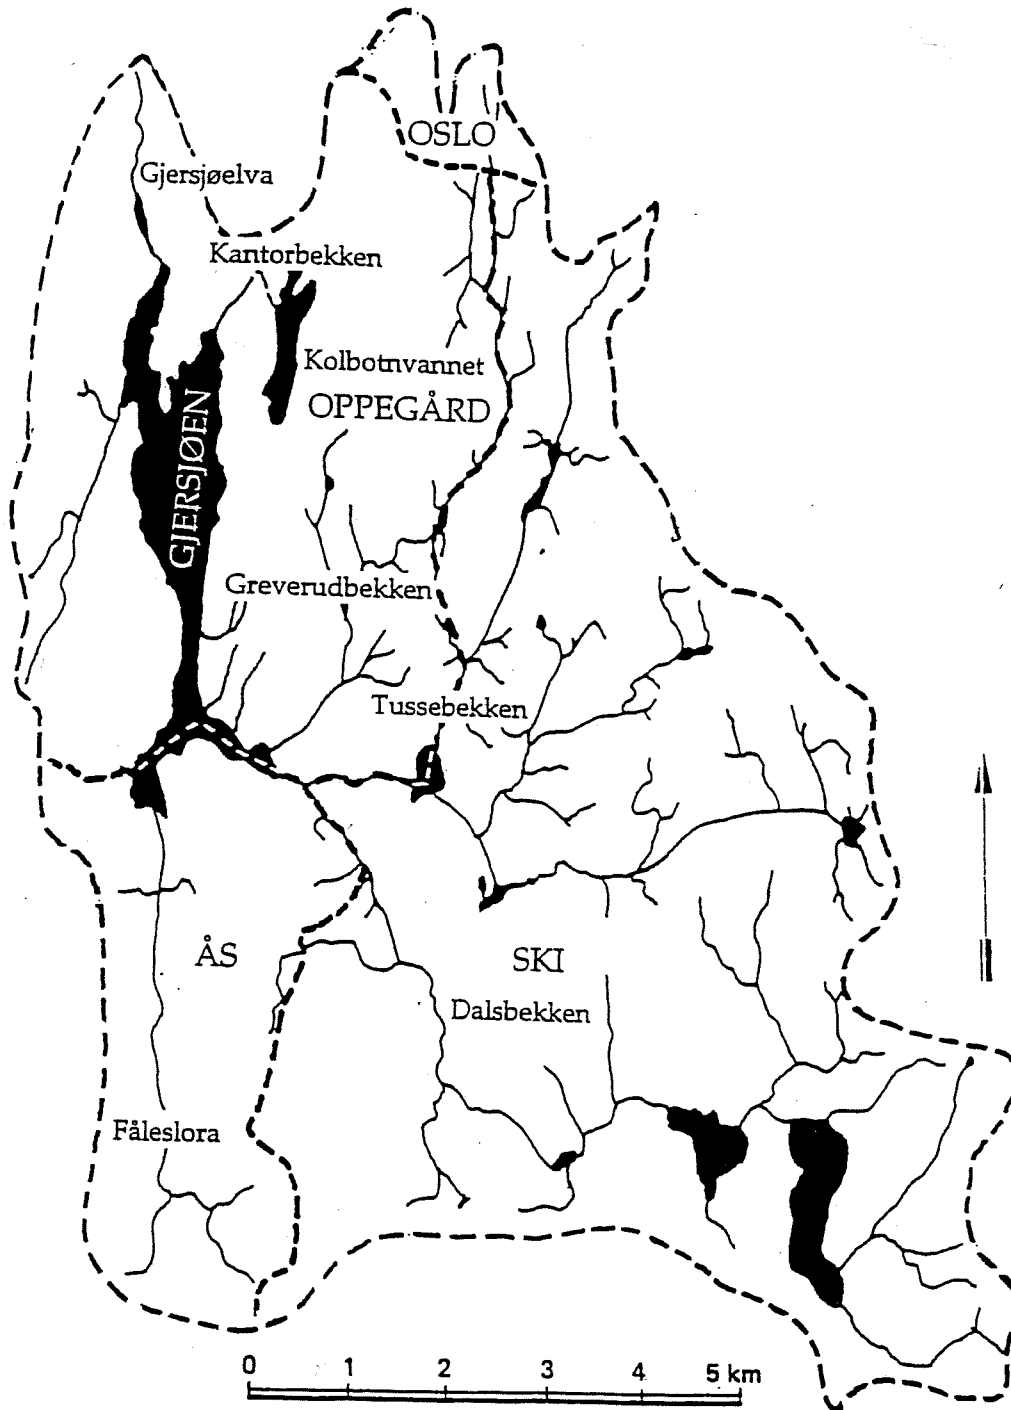 OSLO
Gjersjøelva
Kantorbekken
Kolbotnvannet
OPPEGÅRD
GJERSJØEN
Greverudbekken
Tussebekken
ÅS
SKI
Dalsbekken
Fåleslora
0 1 2 3 4 5 km